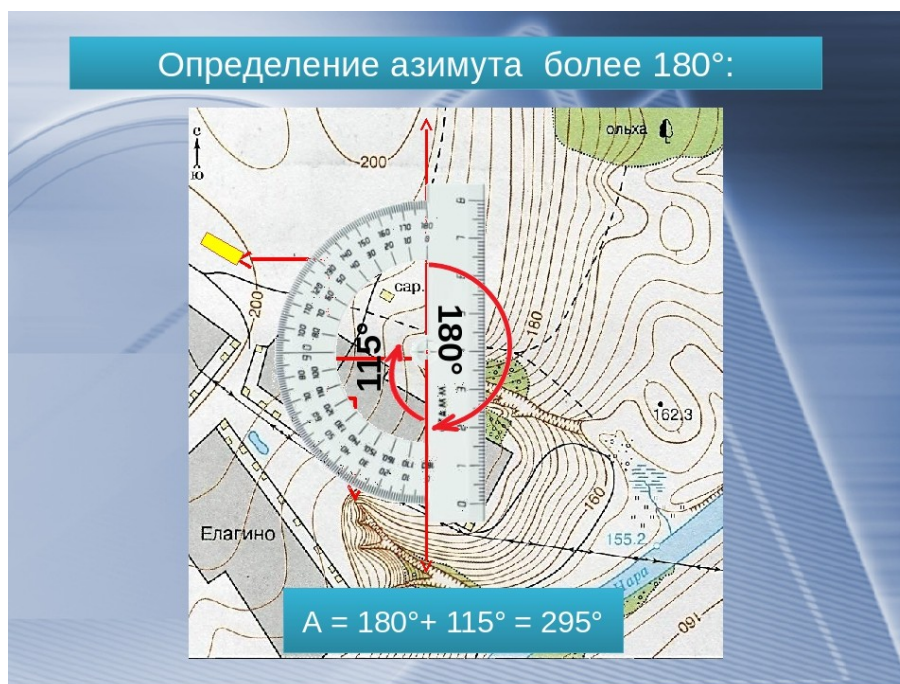 Определение азимута более 180°:
ольха
с
200
ю
сар.
200
180
180°
115°
162,3
160
Елагино
155.2
Нара
160
А = 180°+ 115° = 295°